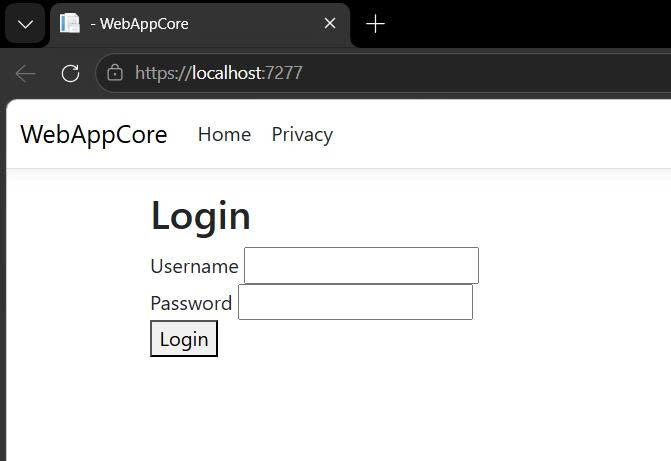 - WebAppCore
https://localhost:7277
WebAppCore Home Privacy
Login
Username
Password
Login